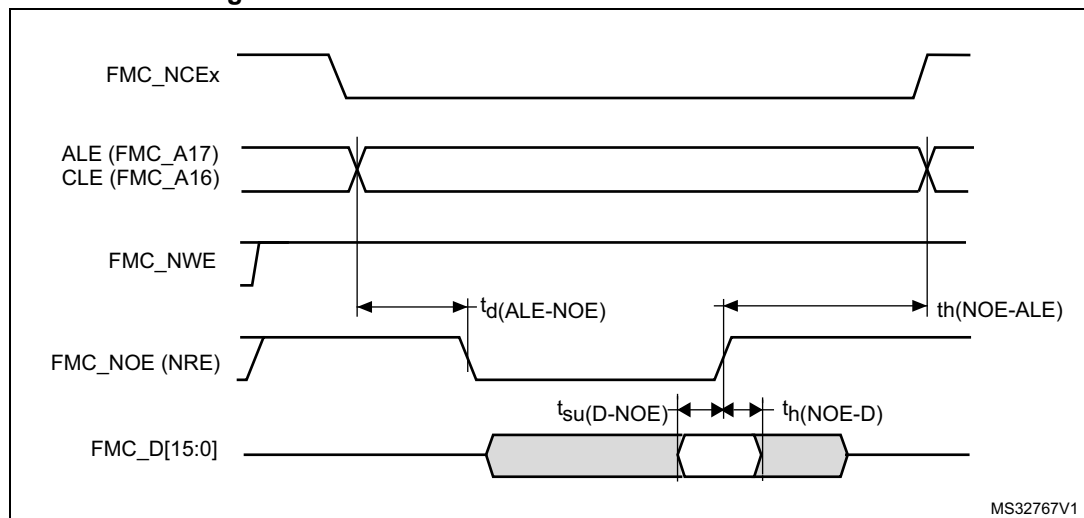 FMC_NCEx
ALE (FMC_A17)
CLE (FMC_A16)
FMC_NWE
td(ALE-NOE)
th(NOE-ALE)
FMC_NOE (NRE)
tsu(D-NOE)
th(NOE-D)
FMC_D[15:0]
MS32767V1